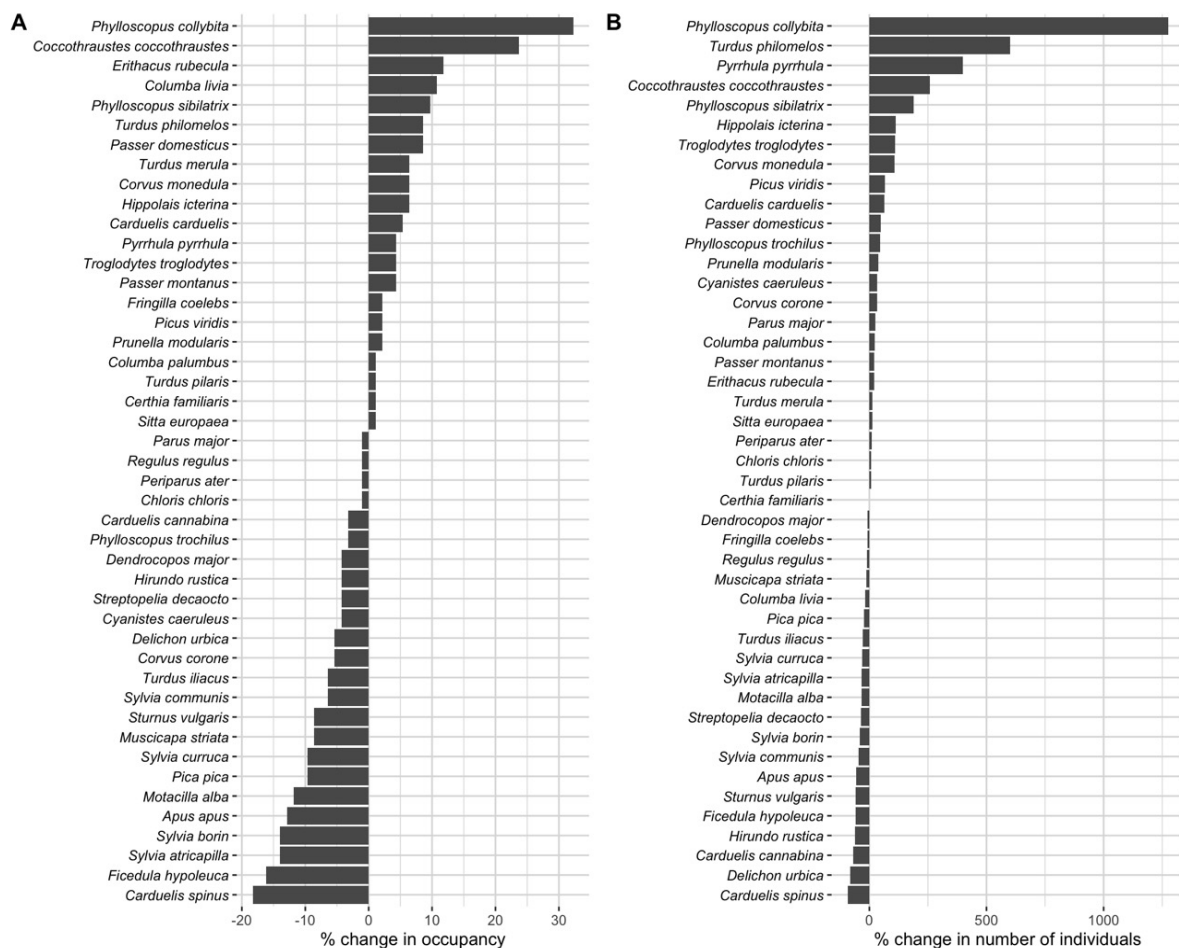 A
Phylloscopus collybita
Coccothraustes coccothraustes
Erithacus rubecula
Columba livia
Phylloscopus sibilatrix
Turdus philomelos
Passer domesticus
Turdus merula
Corvus monedula
Hippolais icterina
Carduelis carduelis
Pyrrhula pyrrhula
Troglodytes troglodytes
Passer montanus
Fringilla coelebs
Picus viridis
Prunella modularis
Columba palumbus
Turdus pilaris
Certhia familiaris
Sitta europaea
Parus major
Regulus regulus
Periparus ater
Chloris chloris
Carduelis cannabina
Phylloscopus trochilus
Dendrocopos major
Hirundo rustica
Streptopelia decaocto
Cyanistes caeruleus
Delichon urbica
Corvus corone
Turdus iliacus
Sylvia communis
Sturnus vulgaris
Muscicapa striata
Sylvia curruca
Pica pica
Motacilla alba
Apus apus
Sylvia borin
Sylvia atricapilla
Ficedula hypoleuca
Carduelis spinus
-20 -10 0 10 20 30
% change in occupancy
B
Phylloscopus collybita
Turdus philomelos
Pyrrhula pyrrhula
Coccothraustes coccothraustes
Phylloscopus sibilatrix
Hippolais icterina
Troglodytes troglodytes
Corvus monedula
Picus viridis
Carduelis carduelis
Passer domesticus
Phylloscopus trochilus
Prunella modularis
Cyanistes caeruleus
Corvus corone
Parus major
Columba palumbus
Passer montanus
Erithacus rubecula
Turdus merula
Sitta europaea
Periparus ater
Chloris chloris
Turdus pilaris
Certhia familiaris
Dendrocopos major
Fringilla coelebs
Regulus regulus
Muscicapa striata
Columba livia
Pica pica
Turdus iliacus
Sylvia curruca
Sylvia atricapilla
Motacilla alba
Streptopelia decaocto
Sylvia borin
Sylvia communis
Apus apus
Sturnus vulgaris
Ficedula hypoleuca
Hirundo rustica
Carduelis cannabina
Delichon urbica
Carduelis spinus
0 500 1000
% change in number of individuals